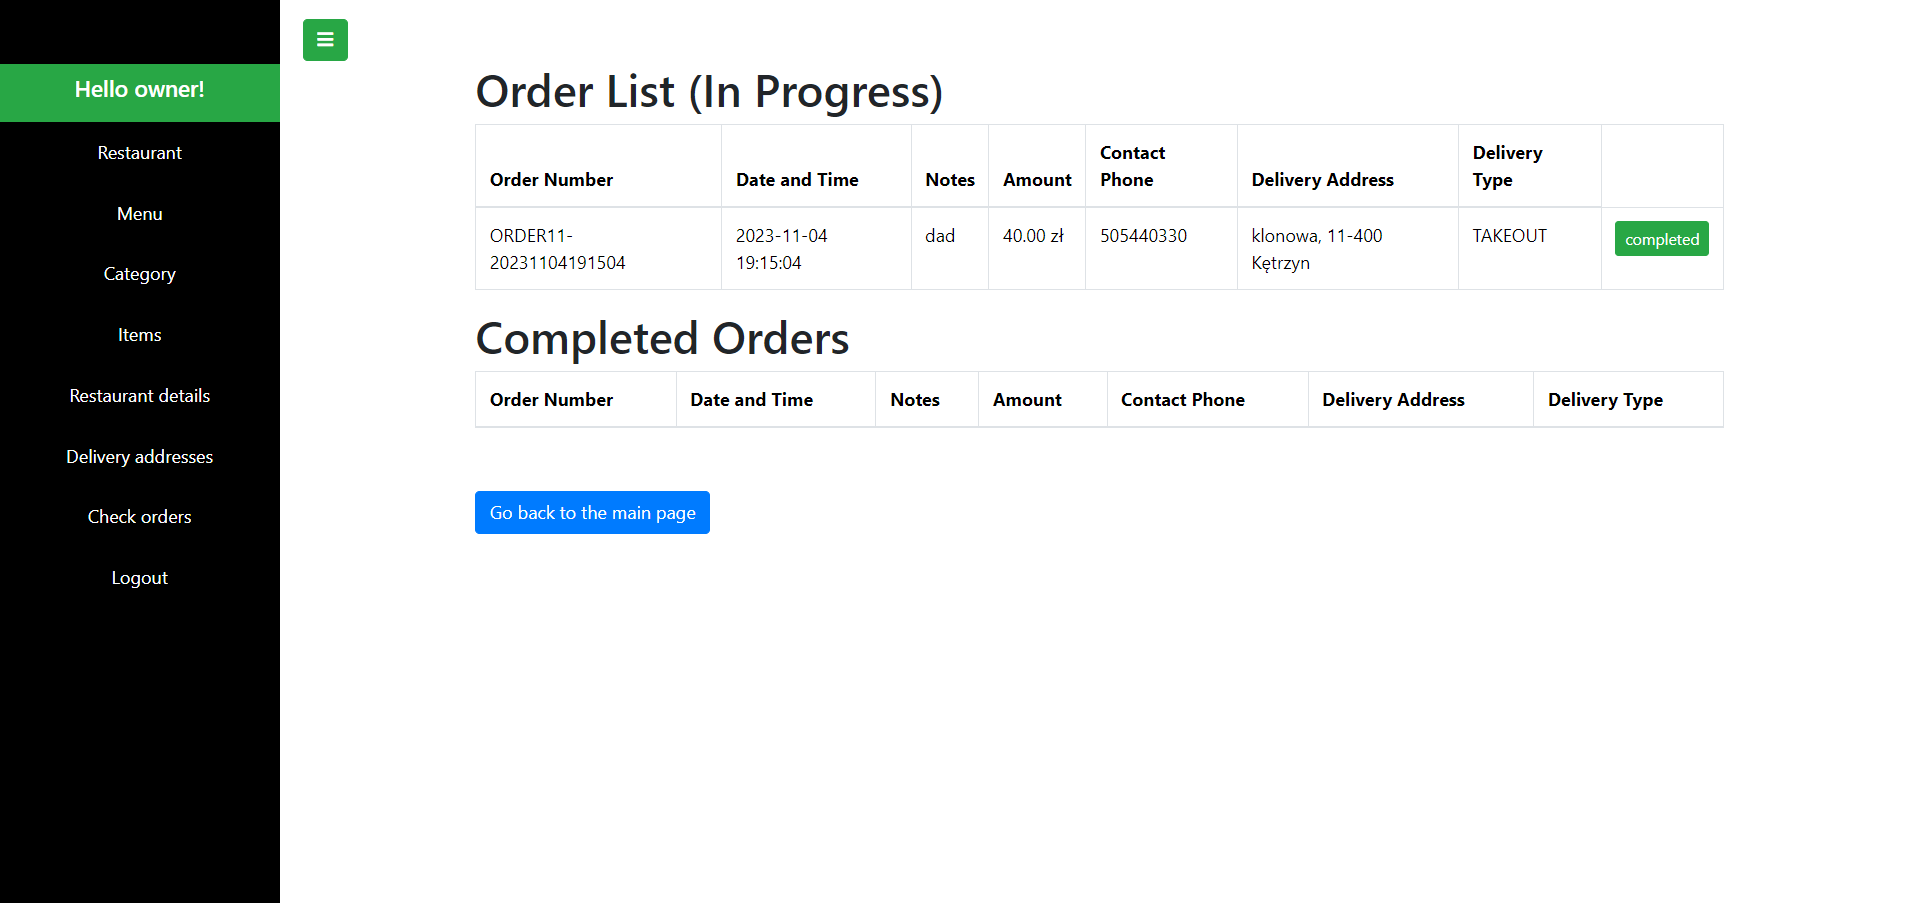 Hello owner!
Restaurant
Menu
Category
Items
Restaurant details
Delivery addresses
Check orders
Logout
Order List (In Progress)
Order Number
Date and Time
Notes
Amount
Contact
Phone
Delivery Address
Delivery
Type
ORDER11-
20231104191504
2023-11-04
19:15:04
dad
40.00 zł
505440330
klonowa, 11-400
Kętrzyn
TAKEOUT
completed
Completed Orders
Order Number
Date and Time
Notes
Amount
Contact Phone
Delivery Address
Delivery Type
Go back to the main page